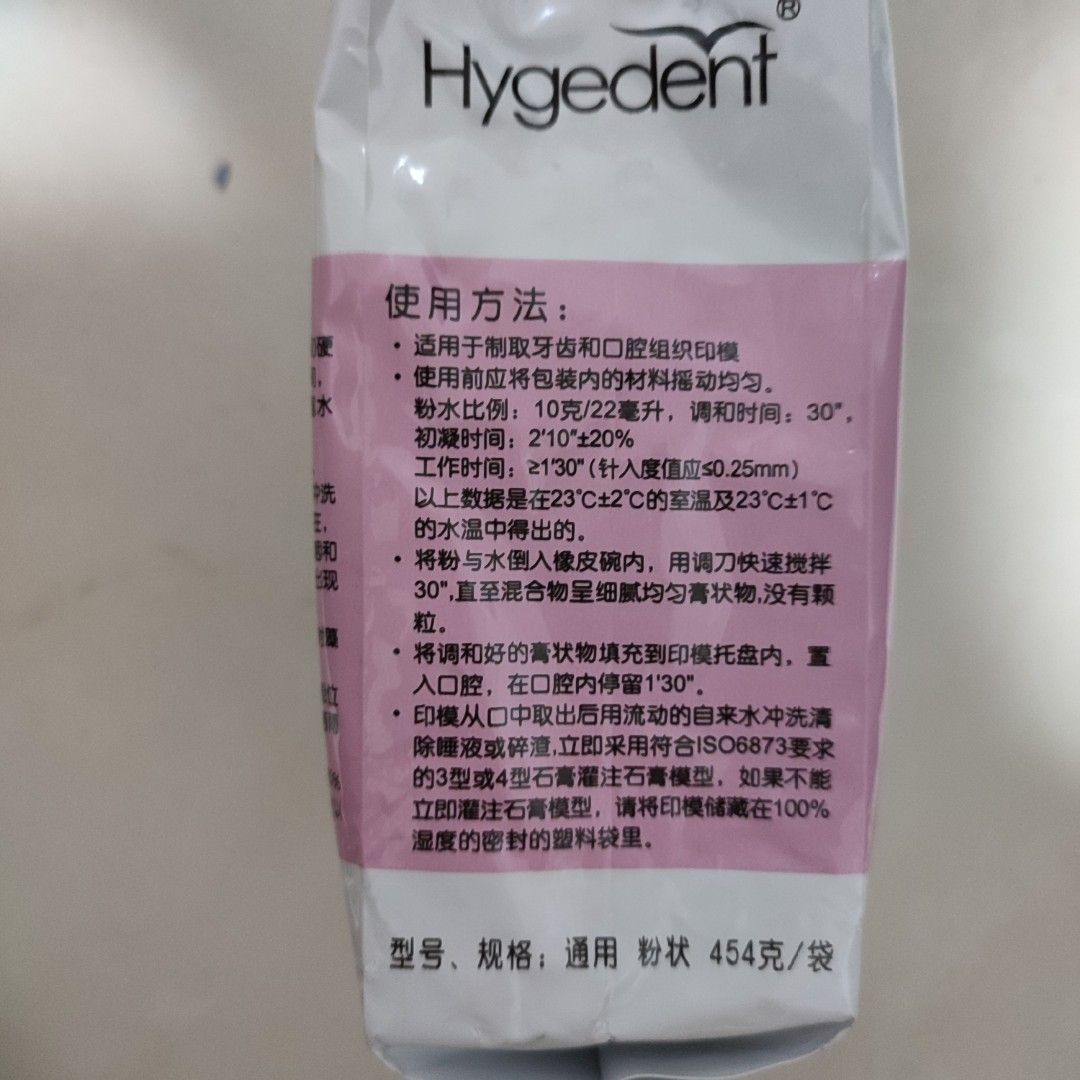 Hygedent®
使用方法：
· 适用于制取牙齿和口腔组织印模
· 使用前应将包装内的材料摇动均匀。
粉水比例：10克/22毫升，调和时间：30"，
初凝时间：2'10"±20%
工作时间：≥1'30"(针入度值应≤0.25mm)
以上数据是在23℃±2℃的室温及23℃±1℃
的水温中得出的。
· 将粉与水倒入橡皮碗内，用调刀快速搅拌
30",直至混合物呈细腻均匀膏状物,没有颗
粒。
· 将调和好的膏状物填充到印模托盘内，置
入口腔，在口腔内停留1'30"。
· 印模从口中取出后用流动的自来水冲洗清
除唾液或碎渣,立即采用符合ISO6873要求
的3型或4型石膏灌注石膏模型，如果不能
立即灌注石膏模型，请将印模储藏在100%
湿度的密封的塑料袋里。
型号、规格：通用 粉状 454克/袋
硬
水
冲洗
和
出现
藻
位